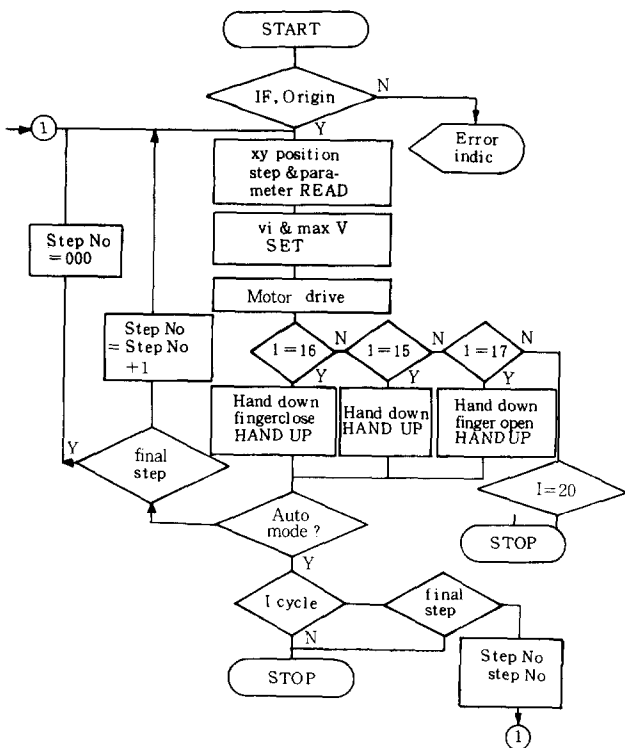 START
IF, Origin
N
Y
1
Error
indic
xy position
step &para-
meter READ
vi & max V
SET
Step No
=000
Motor drive
Step No
=Step No
+1
1=16
N
1=15
N
1=17
N
Y
Y
Y
Hand down
fingerclose
HAND UP
Hand down
HAND UP
Hand down
finger open
HAND UP
Y
final
step
I=20
Auto
mode ?
STOP
Y
I cycle
final
step
N
STOP
Step No
step No
1